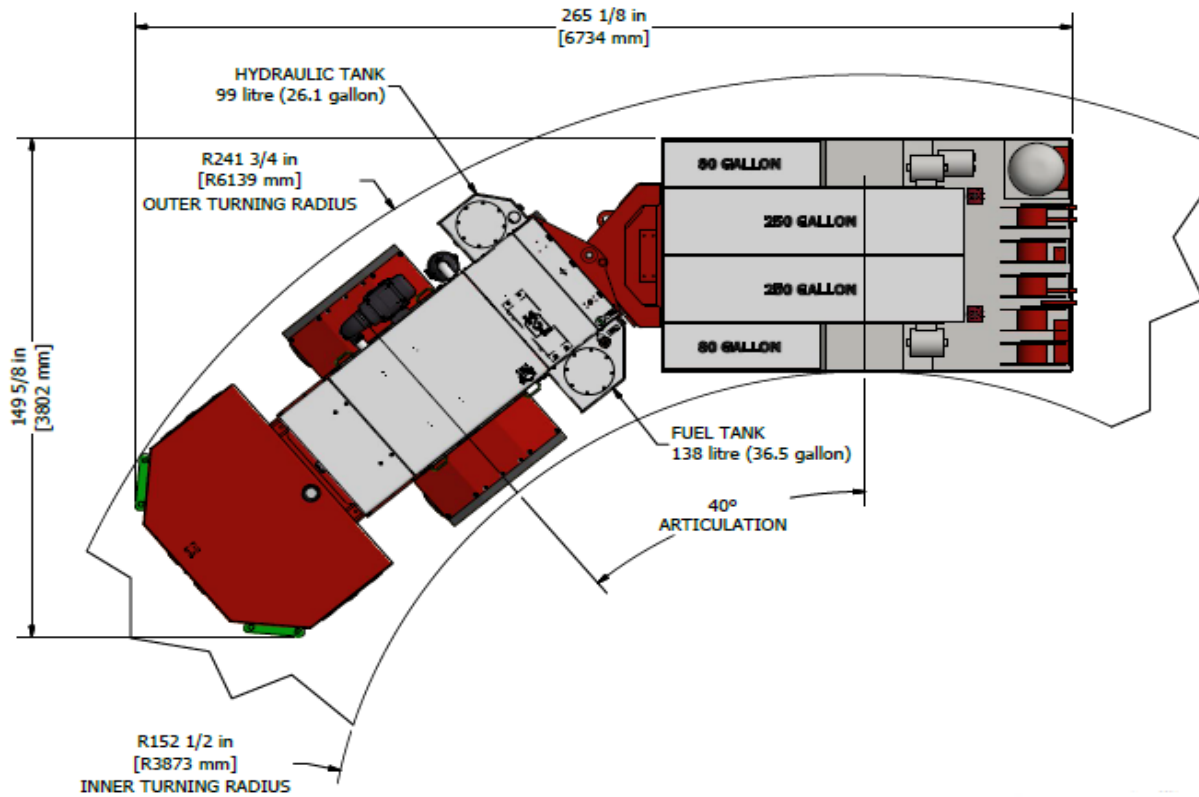 265 1/8 in
[6734 mm]
HYDRAULIC TANK
99 litre (26.1 gallon)
R241 3/4 in
[R6139 mm]
OUTER TURNING RADIUS
80 GALLON
250 GALLON
250 GALLON
80 GALLON
149 5/8 in
[3802 mm]
FUEL TANK
138 litre (36.5 gallon)
40°
ARTICULATION
R152 1/2 in
[R3873 mm]
INNER TURNING RADIUS